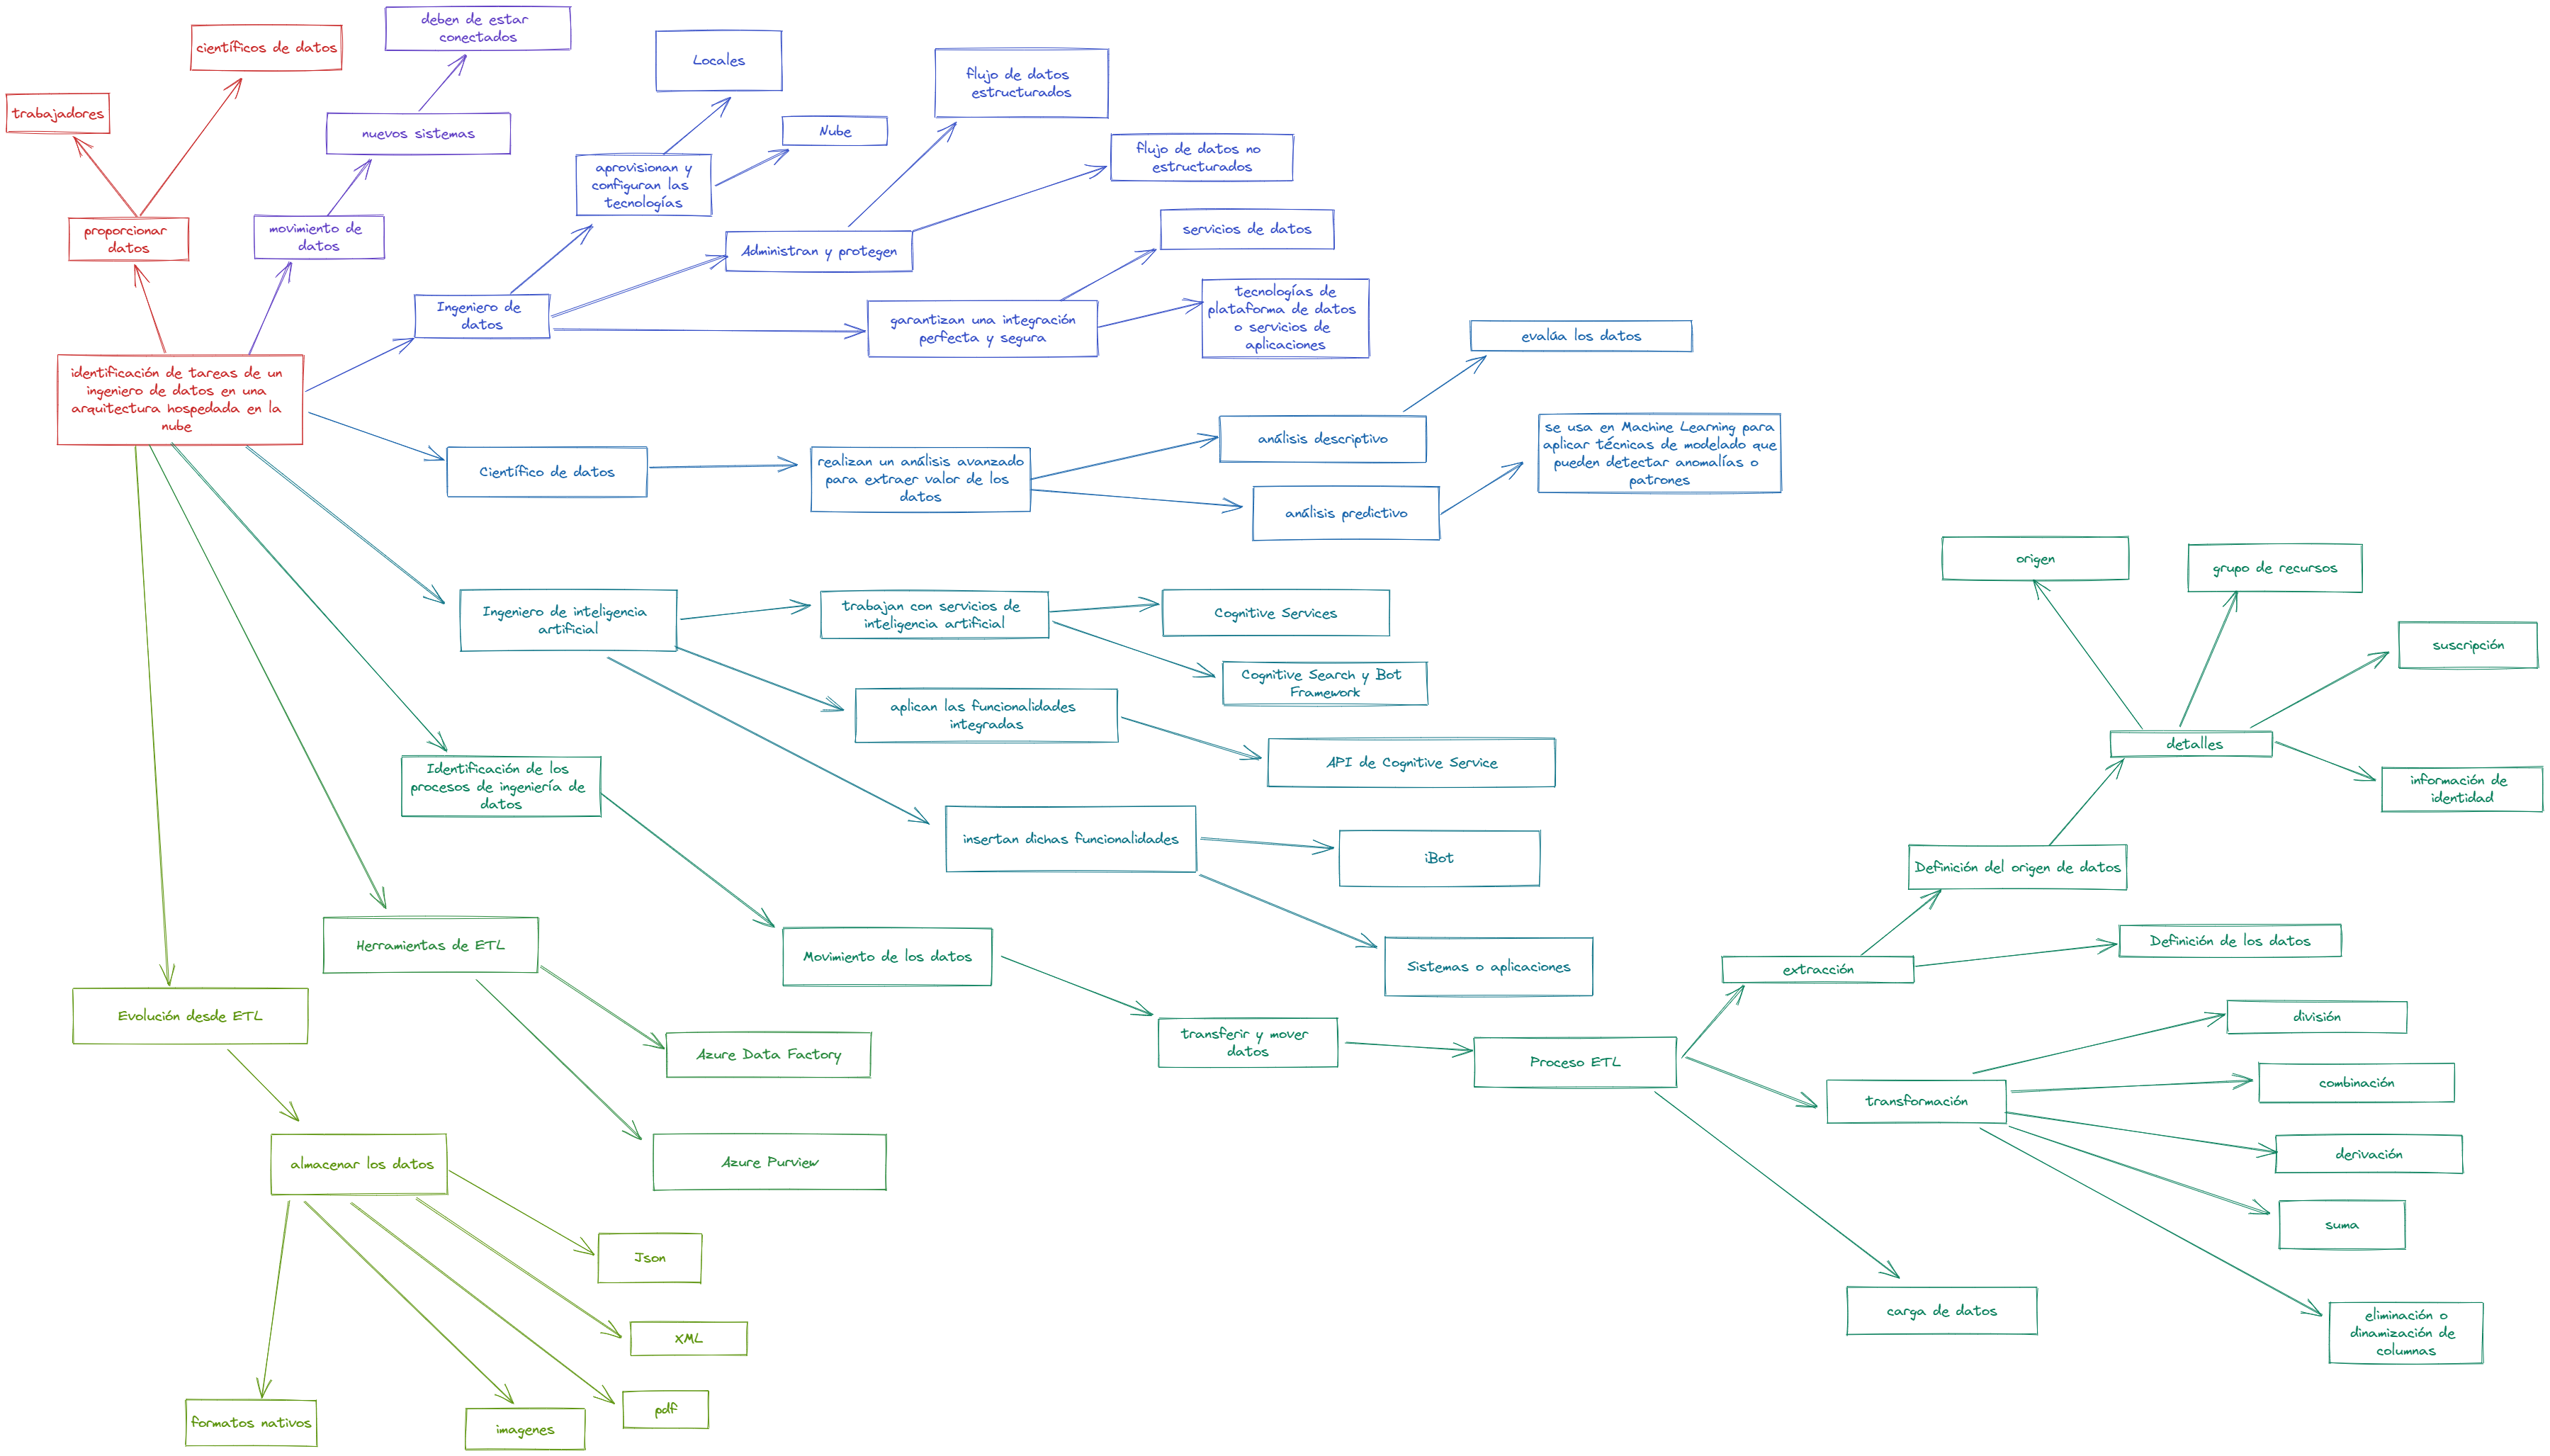 deben de estar
conectados
científicos de datos
trabajadores
nuevos sistemas
proporcionar
datos
movimiento de
datos
Locales
Nube
aprovisionan y
configuran las
tecnologías
flujo de datos
estructurados
flujo de datos no
estructurados
Administran y protegen
servicios de datos
Ingeniero de
datos
garantizan una integración
perfecta y segura
tecnologías de
plataforma de datos
o servicios de
aplicaciones
identificación de tareas de un
ingeniero de datos en una
arquitectura hospedada en la
nube
evalúa los datos
análisis descriptivo
Científico de datos
realizan un análisis avanzado
para extraer valor de los
datos
se usa en Machine Learning para
aplicar técnicas de modelado que
pueden detectar anomalías o
patrones
análisis predictivo
Ingeniero de inteligencia
artificial
trabajan con servicios de
inteligencia artificial
Cognitive Services
Cognitive Search y Bot
Framework
aplican las funcionalidades
integradas
API de Cognitive Service
insertan dichas funcionalidades
iBot
Sistemas o aplicaciones
Identificación de los
procesos de ingeniería de
datos
Movimiento de los datos
transferir y mover
datos
Proceso ETL
extracción
Definición del origen de datos
detalles
origen
grupo de recursos
suscripción
información de
identidad
Definición de los datos
transformación
división
combinación
derivación
suma
eliminación o
dinamización de
columnas
carga de datos
Herramientas de ETL
Azure Data Factory
Azure Purview
Evolución desde ETL
almacenar los datos
Json
XML
pdf
imagenes
formatos nativos